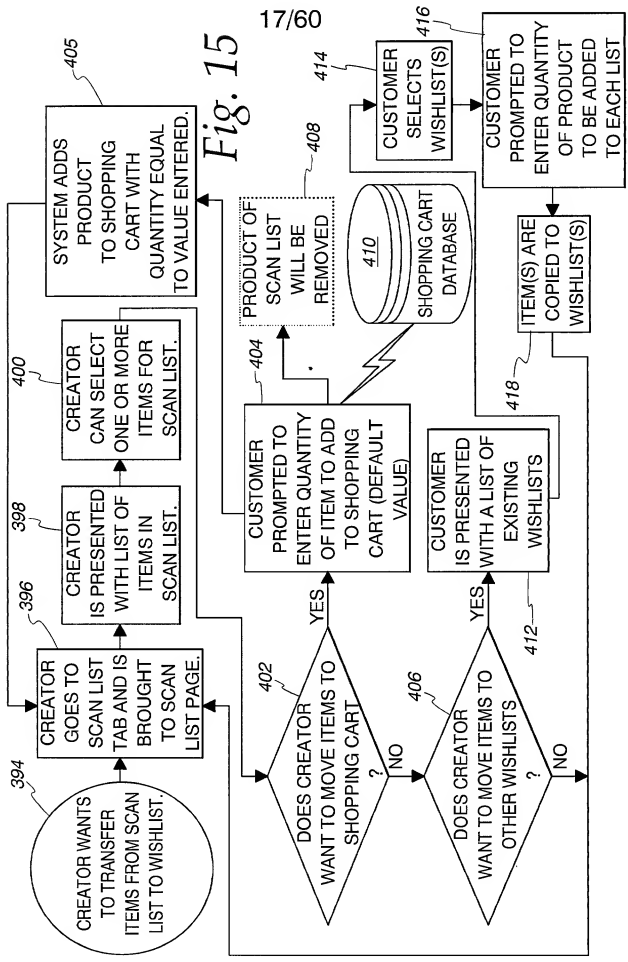 17/60
Fig. 15
394
CREATOR WANTS
TO TRANSFER
ITEMS FROM SCAN
LIST TO WISHLIST.
396
CREATOR
GOES TO
SCAN LIST
TAB AND IS
BROUGHT
TO SCAN
LIST PAGE.
398
CREATOR
IS PRESENTED
WITH LIST OF
ITEMS IN
SCAN LIST.
400
CREATOR
CAN SELECT
ONE OR MORE
ITEMS FOR
SCAN LIST.
405
SYSTEM ADDS
PRODUCT
TO SHOPPING
CART WITH
QUANTITY EQUAL
TO VALUE ENTERED.
402
DOES CREATOR
WANT TO MOVE ITEMS TO
SHOPPING CART
?
YES
NO
404
CUSTOMER
PROMPTED TO
ENTER QUANTITY
OF ITEM TO ADD
TO SHOPPING
CART (DEFAULT
VALUE)
408
PRODUCT OF
SCAN LIST
WILL BE
REMOVED
410
SHOPPING CART
DATABASE
406
DOES CREATOR
WANT TO MOVE ITEMS TO
OTHER WISHLISTS
?
YES
NO
412
CUSTOMER
IS PRESENTED
WITH A LIST OF
EXISTING
WISHLISTS
414
CUSTOMER
SELECTS
WISHLIST(S)
416
CUSTOMER
PROMPTED TO
ENTER QUANTITY
OF PRODUCT
TO BE ADDED
TO EACH LIST
418
ITEM(S) ARE
COPIED TO
WISHLIST(S)